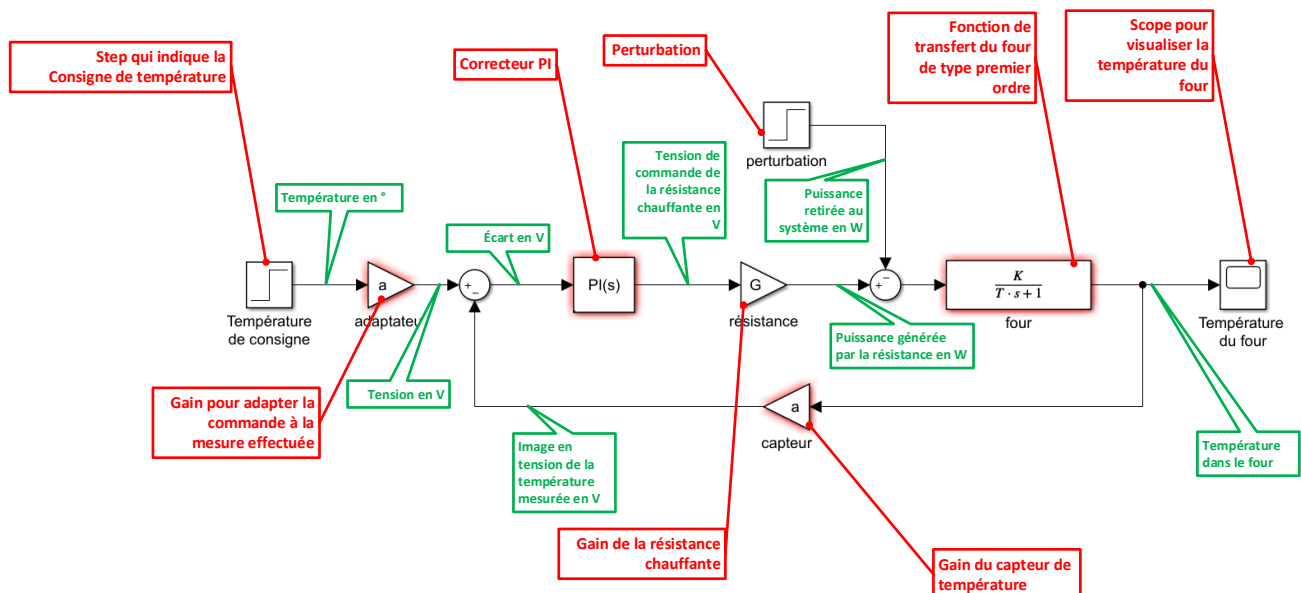 Step qui indique la
Consigne de température
Correcteur PI
Perturbation
Fonction de
transfert du four
de type premier
ordre
Scope pour
visualiser la
température du
four
perturbation
Tension de
commande de
la résistance
chauffante en
V
Puissance
retirée au
système en W
Température en °
Écart en V
a
+
−
PI(s)
G
−
+
K
T · s + 1
Température
de consigne
adaptateu
résistance
four
Température
du four
Puissance générée
par la résistance en W
Tension en V
Gain pour adapter la
commande à la
mesure effectuée
a
capteur
Image en
tension de la
température
mesurée en V
Température
dans le four
Gain de la résistance
chauffante
Gain du capteur de
température